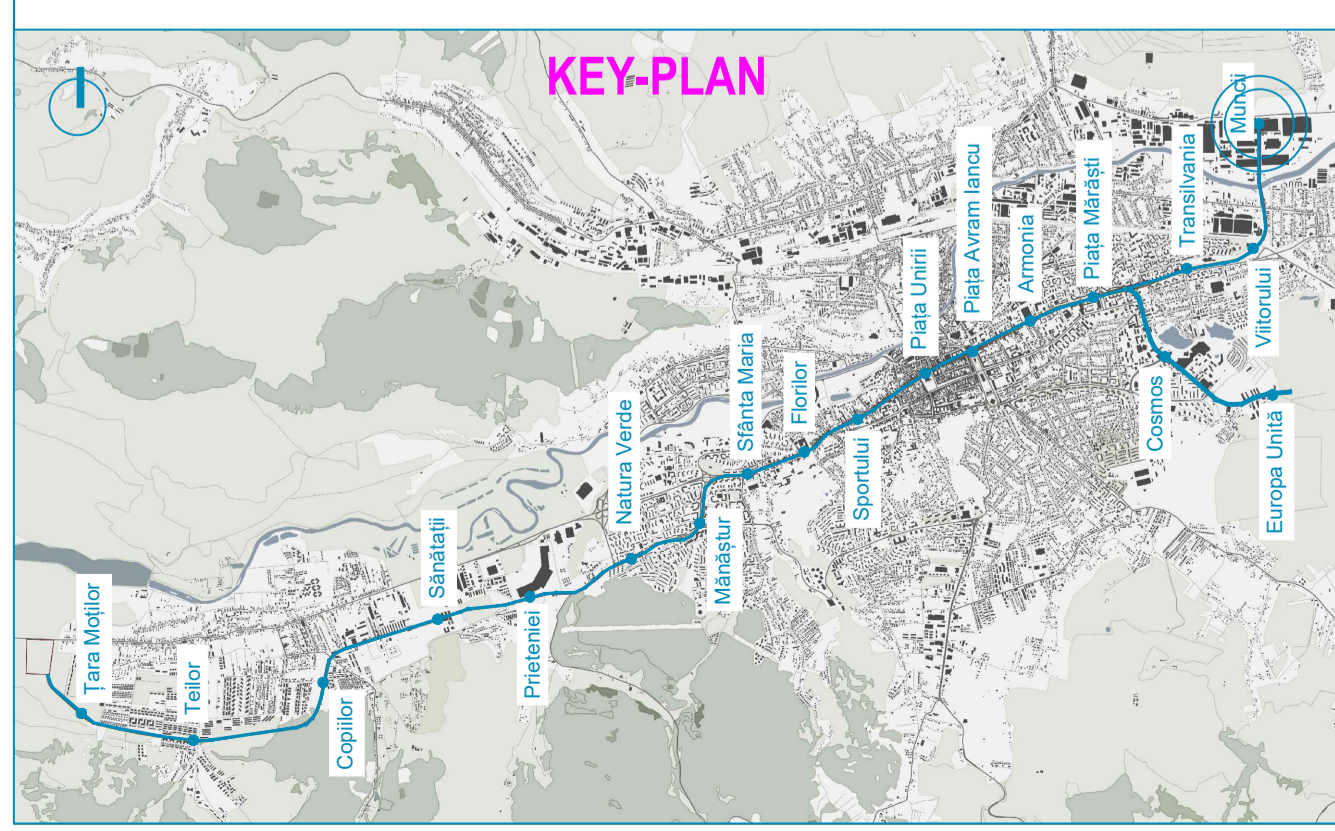 KEY-PLAN
Țara Moților
Teilor
Copiilor
Sănătații
Prieteniei
Natura Verde
Mănăștur
Sfânta Maria
Florilor
Sportului
Piața Unirii
Piața Avram Iancu
Armonia
Piața Mărăști
Transilvania
Viitorului
Muncii
Cosmos
Europa Unită